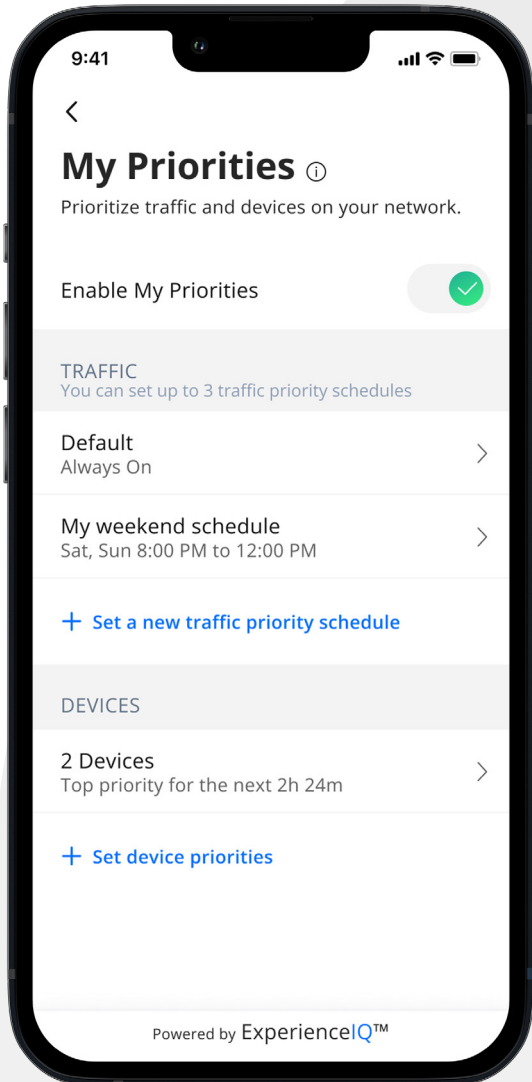 9:41
My Priorities
Prioritize traffic and devices on your network.
Enable My Priorities
TRAFFIC
You can set up to 3 traffic priority schedules
Default
Always On
My weekend schedule
Sat, Sun 8:00 PM to 12:00 PM
+ Set a new traffic priority schedule
DEVICES
2 Devices
Top priority for the next 2h 24m
+ Set device priorities
Powered by ExperienceIQ™